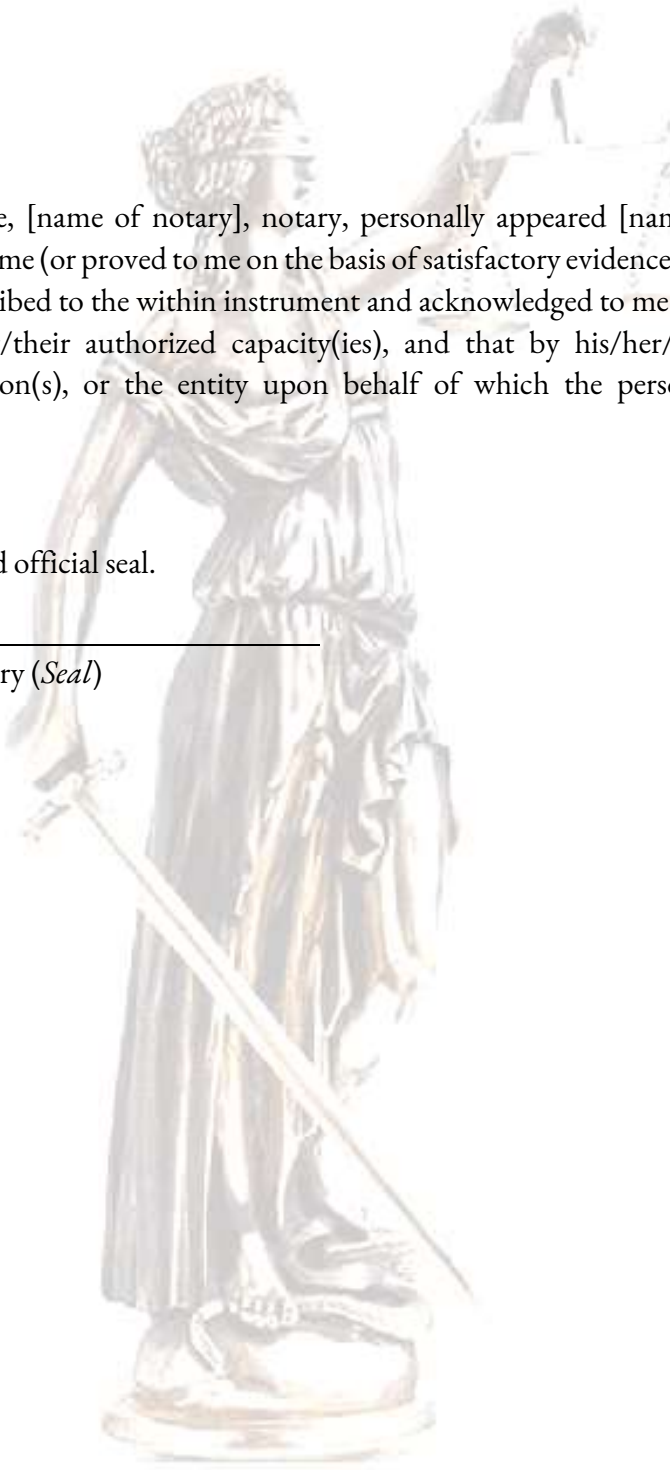 e, [name of notary], notary, personally appeared [nam
me (or proved to me on the basis of satisfactory evidence
ibed to the within instrument and acknowledged to me
/their authorized capacity(ies), and that by his/her/
on(s), or the entity upon behalf of which the perso
d official seal.
ry (Seal)